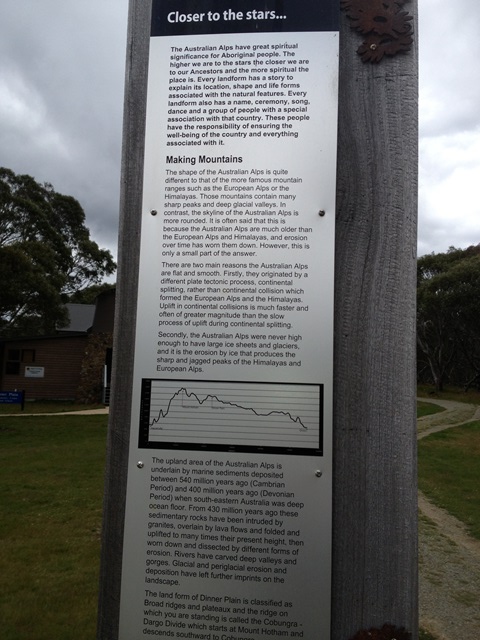 Closer to the stars...
The Australian Alps have great spiritual
significance for Aboriginal people. The
higher we are to the stars the closer we are
to our Ancestors and the more spiritual the
place is. Every landform has a story to
explain its location, shape and life forms
associated with the natural features. Every
landform also has a name, ceremony, song,
dance and a group of people with a special
association with that country. These people
have the responsibility of ensuring the
well-being of the country and everything
associated with it.
Making Mountains
The shape of the Australian Alps is quite
different to that of the more famous mountain
ranges such as the European Alps or the
Himalayas. Those mountains contain many
sharp peaks and deep glacial valleys. In
contrast, the skyline of the Australian Alps is
more rounded. It is often said that this is
because the Australian Alps are much older than
the European Alps and Himalayas, and erosion
over time has worn them down. However, this is
only a small part of the answer.
There are two main reasons the Australian Alps
are flat and smooth. Firstly, they originated by a
different plate tectonic process, continental
splitting, rather than continental collision which
formed the European Alps and the Himalayas.
Uplift in continental collisions is much faster and
often of greater magnitude than the slow
process of uplift during continental splitting.
Secondly, the Australian Alps were never high
enough to have large ice sheets and glaciers,
and it is the erosion by ice that produces the
sharp and jagged peaks of the Himalayas and
European Alps.
The upland area of the Australian Alps is
underlain by marine sediments deposited
between 540 million years ago (Cambrian
Period) and 400 million years ago (Devonian
Period) when south-eastern Australia was deep
ocean floor. From 430 million years ago these
sedimentary rocks have been intruded by
granites, overlain by lava flows and folded and
uplifted to many times their present height, then
worn down and dissected by different forms of
erosion. Rivers have carved deep valleys and
gorges. Glacial and periglacial erosion and
deposition have left further imprints on the
landscape.
The land form of Dinner Plain is classified as
Broad ridges and plateaux and the ridge on
which you are standing is called the Cobungra -
Dargo Divide which starts at Mount Hotham and
descends southward to Cobungra